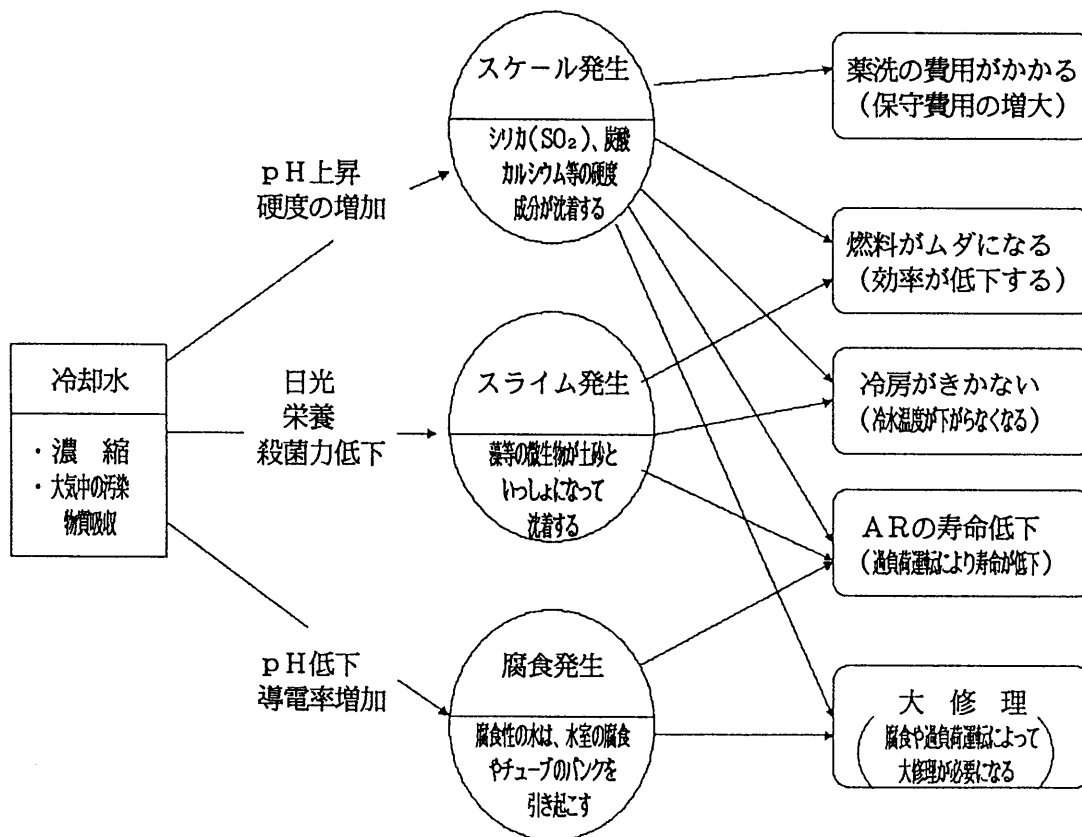 冷却水
・濃　縮
・大気中の汚染
物質吸収
ｐＨ上昇
硬度の増加
日光
栄養
殺菌力低下
ｐＨ低下
導電率増加
スケール発生
シリカ(ＳＯ₂)、炭酸
カルシウム等の硬度
成分が沈着する
スライム発生
藻等の微生物が土砂と
いっしょになって
沈着する
腐食発生
腐食性の水は、水室の腐食
やチューブのパンクを
引き起こす
薬洗の費用がかかる
(保守費用の増大)
燃料がムダになる
(効率が低下する)
冷房がきかない
(冷水温度が下がらなくなる)
ＡＲの寿命低下
(過負荷運転により寿命が低下)
大　修　理
(腐食や過負荷運転によって
大修理が必要になる)